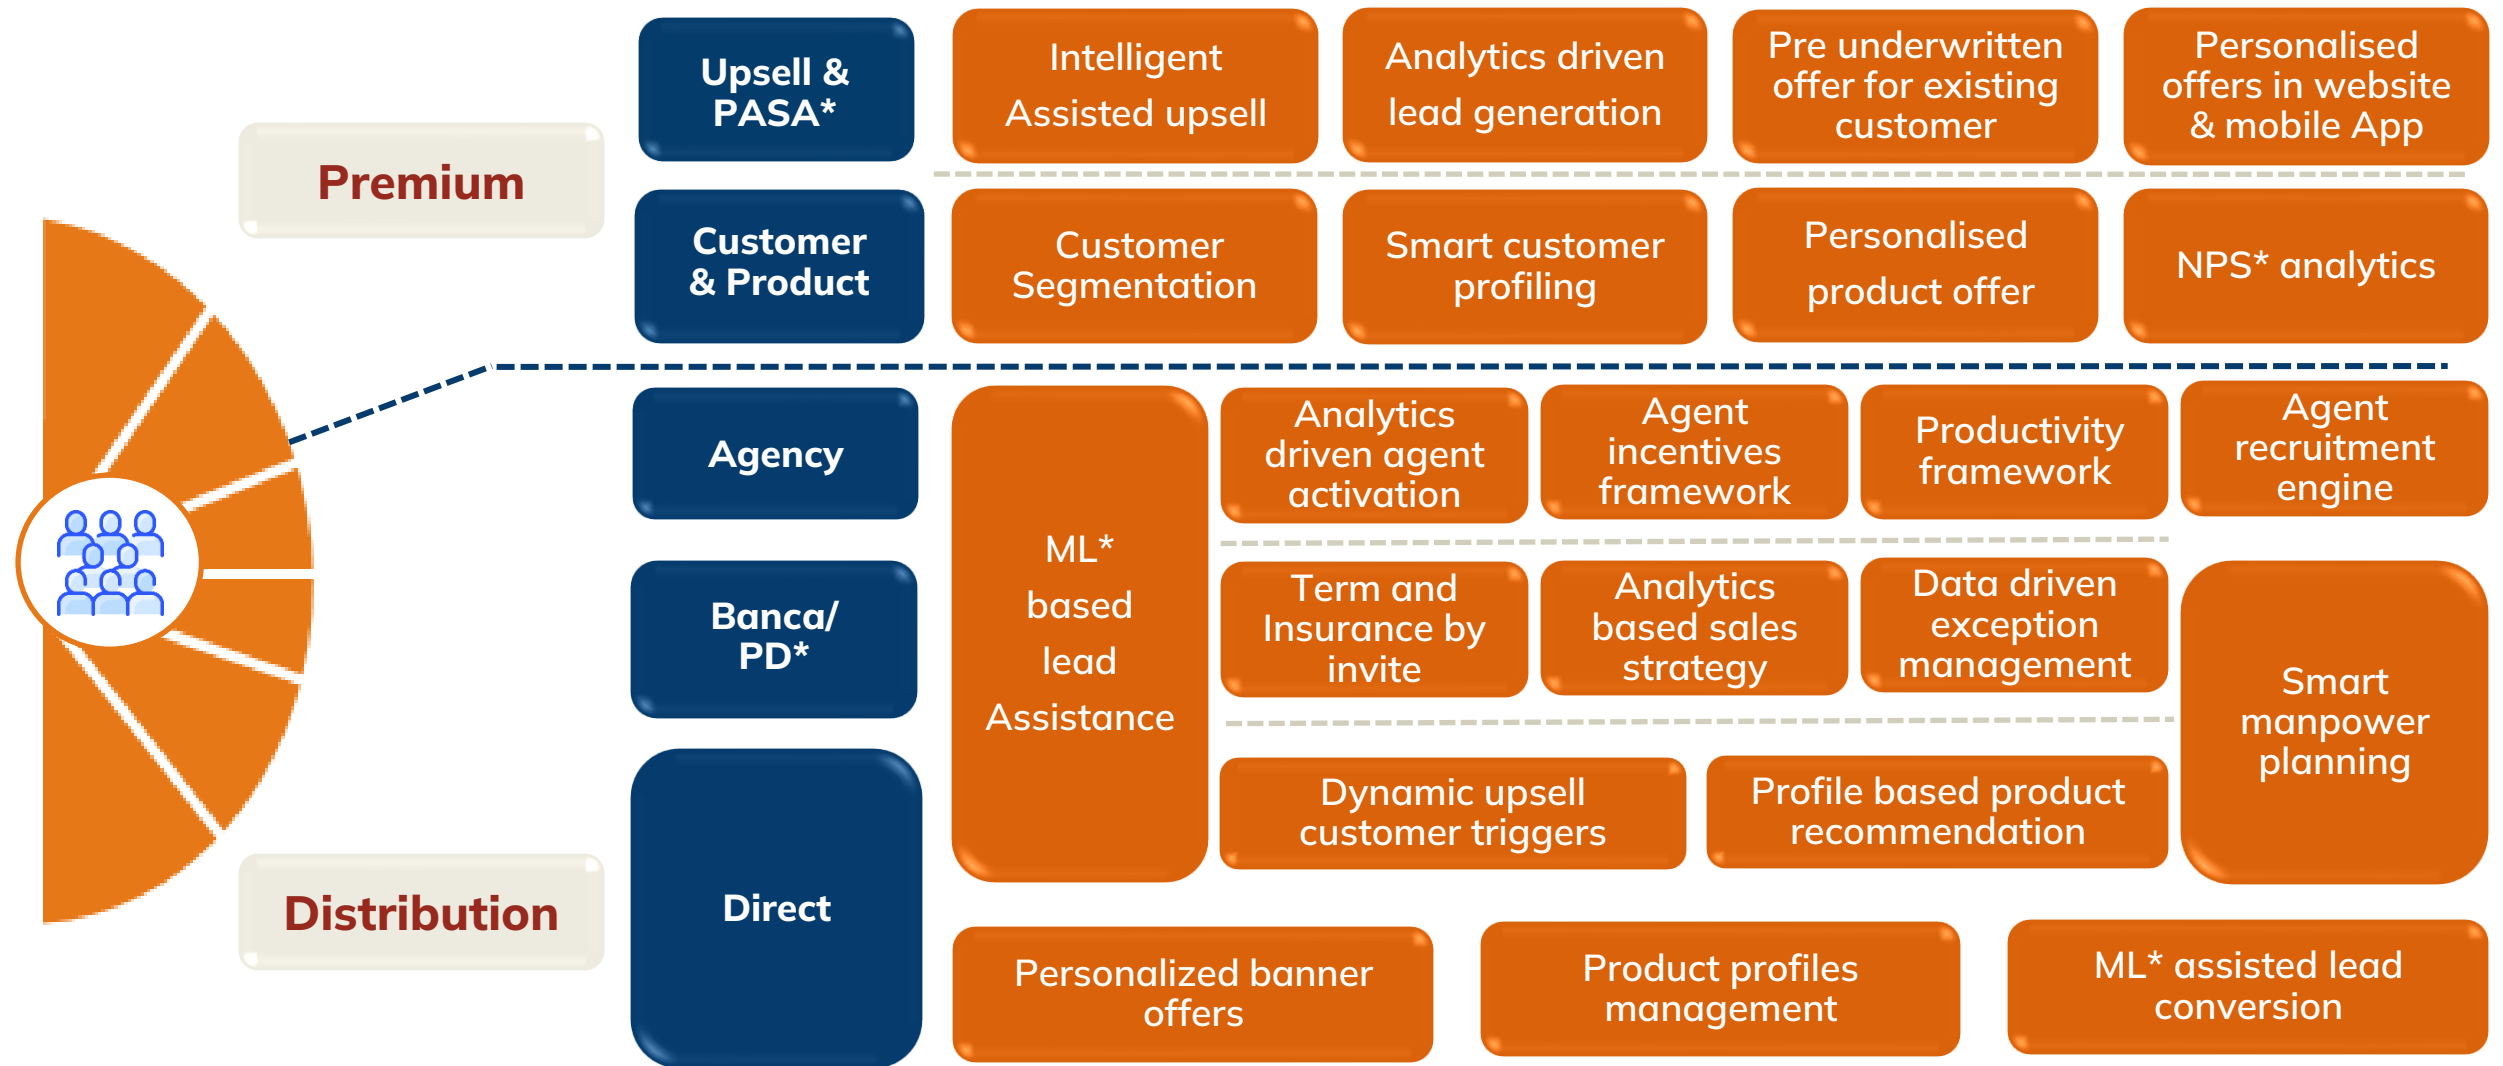 Premium
Upsell &
PASA*
Intelligent
Assisted upsell
Analytics driven
lead generation
Pre underwritten
offer for existing
customer
Personalised
offers in website
& mobile App
Customer
& Product
Customer
Segmentation
Smart customer
profiling
Personalised
product offer
NPS* analytics
Distribution
Agency
ML*
based
lead
Assistance
Analytics
driven agent
activation
Agent
incentives
framework
Productivity
framework
Agent
recruitment
engine
Banca/
PD*
Term and
Insurance by
invite
Analytics
based sales
strategy
Data driven
exception
management
Smart
manpower
planning
Direct
Dynamic upsell
customer triggers
Profile based product
recommendation
Personalized banner
offers
Product profiles
management
ML* assisted lead
conversion